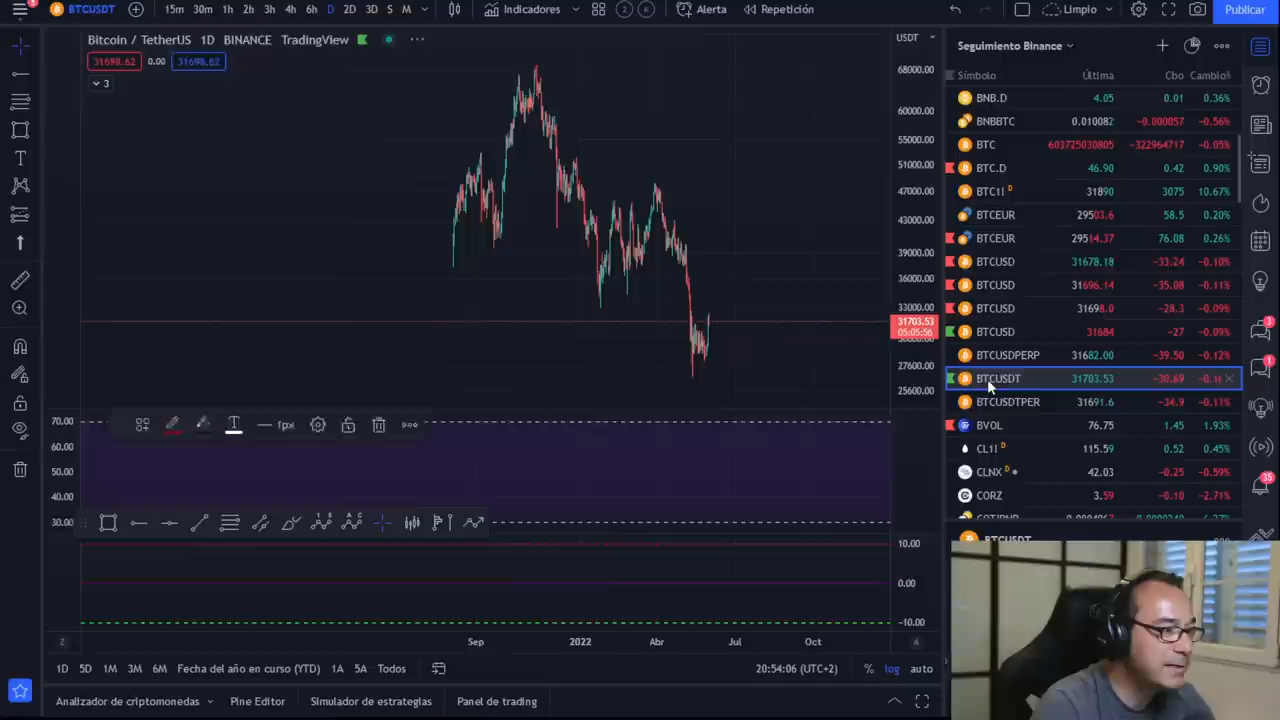 3
BTCUSDT
15m 30m 1h 2h 3h 4h 6h D 2D 3D S M
Indicadores
2
Alerta
Repetición
Limpio
Publicar
Bitcoin / TetherUS 1D BINANCE TradingView
31698.62 0.00 31698.62
3
USDT
68000.00
60000.00
55000.00
51000.00
47000.00
43000.00
39000.00
36000.00
33000.00
31703.53
05:05:56
27600.00
25600.00
70.00
60.00
50.00
40.00
30.00
1px
10.00
0.00
-10.00
Z
Sep 2022 Abr Jul Oct
A
1D 5D 1M 3M 6M Fecha del año en curso (YTD) 1A 5A Todos
20:54:06 (UTC+2)
% log auto
Analizador de criptomonedas Pine Editor Simulador de estrategias Panel de trading
Seguimiento Binance
Símbolo Última Cbo Cambio%
BNB.D 4.05 0.01 0.36%
BNBBTC 0.010082 -0.000057 -0.56%
BTC 603725030805 -322964717 -0.05%
BTC.D 46.90 0.42 0.90%
BTC1! D 31890 3075 10.67%
BTCEUR 29503.6 58.5 0.20%
BTCEUR 29514.37 76.08 0.26%
BTCUSD 31678.18 -33.24 -0.10%
BTCUSD 31696.14 -35.08 -0.11%
BTCUSD 31698.0 -28.3 -0.09%
BTCUSD 31684 -27 -0.09%
BTCUSDPERP 31682.00 -39.50 -0.12%
BTCUSDT 31703.53 -30.69
BTCUSDTPER 31691.6 -34.9 -0.11%
BVOL 76.75 1.45 1.93%
CL1! D 115.59 0.52 0.45%
CLNX D 42.03 -0.25 -0.59%
CORZ 3.59 -0.10 -2.71%
BTCUSDT
3
1
35